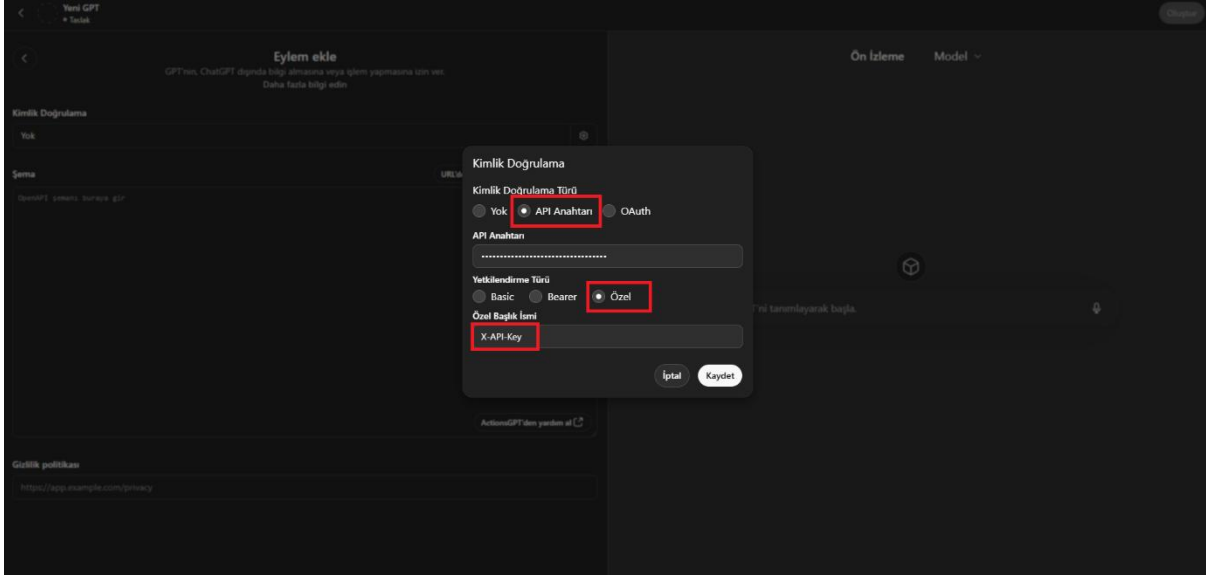 Yeni GPT
• Taslak
Oluştur
Eylem ekle
GPT'nin, ChatGPT dışında bilgi almasına veya işlem yapmasına izin ver.
Daha fazla bilgi edin
Ön İzleme
Model
Kimlik Doğrulama
Yok
Şema
OpenAPI şemanı buraya gir
Kimlik Doğrulama
Kimlik Doğrulama Türü
Yok
API Anahtarı
OAuth
API Anahtarı
Yetkilendirme Türü
Basic
Bearer
Özel
Özel Başlık İsmi
X-API-Key
İptal
Kaydet
tanımlayarak başla.
ActionsGPT'den yardım al
Gizlilik politikası
https://app.example.com/privacy